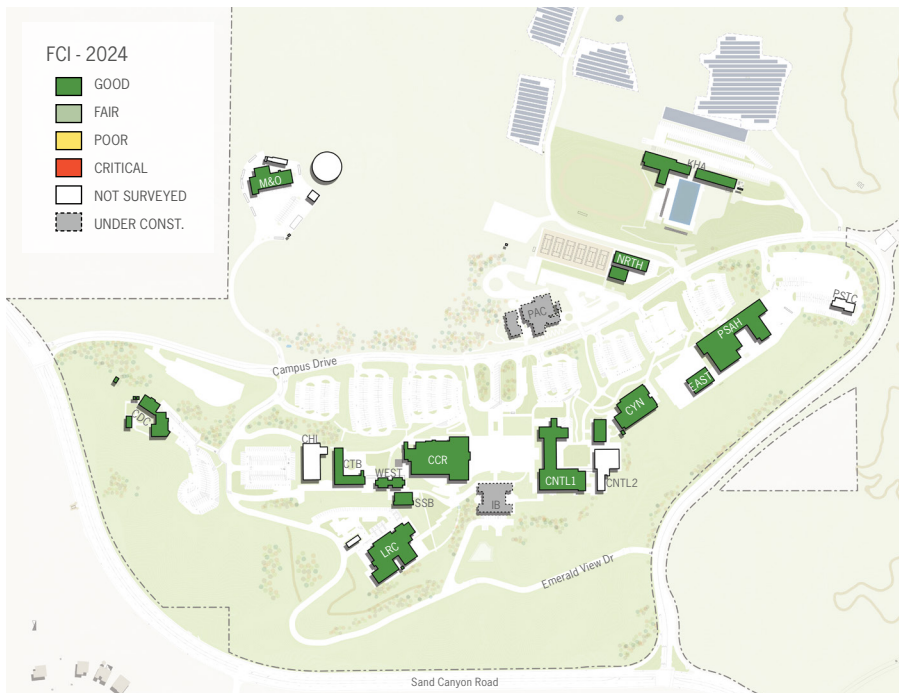 FCI - 2024
GOOD
FAIR
POOR
CRITICAL
NOT SURVEYED
UNDER CONST.
M&O
KHA
NRTH
PSTC
PAC
PSAH
Campus Drive
EAST
CYN
CDC
CHL
CTB
WEST
CCR
CNTL1
CNTL2
SSB
IB
LRC
Emerald View Dr
Sand Canyon Road